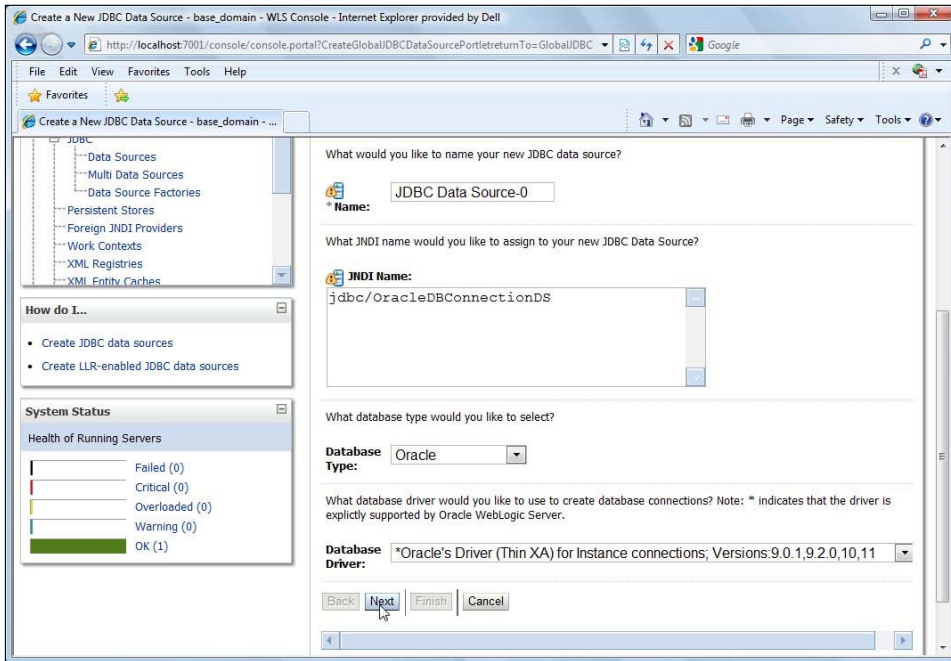 Create a New JDBC Data Source - base_domain - WLS Console - Internet Explorer provided by Dell
http://localhost:7001/console/console.portal?CreateGlobalJDBCDataSourcePortletreturnTo=GlobalJDBC
Google
File Edit View Favorites Tools Help
Favorites
Create a New JDBC Data Source - base_domain - ...
Page Safety Tools
JDBC
Data Sources
Multi Data Sources
Data Source Factories
Persistent Stores
Foreign JNDI Providers
Work Contexts
XML Registries
XML Entity Caches
How do I...
Create JDBC data sources
Create LLR-enabled JDBC data sources
System Status
Health of Running Servers
Failed (0)
Critical (0)
Overloaded (0)
Warning (0)
OK (1)
What would you like to name your new JDBC data source?
* Name: JDBC Data Source-0
What JNDI name would you like to assign to your new JDBC Data Source?
JNDI Name:
jdbc/OracleDBConnectionDS
What database type would you like to select?
Database Type: Oracle
What database driver would you like to use to create database connections? Note: * indicates that the driver is
explictly supported by Oracle WebLogic Server.
Database Driver: *Oracle's Driver (Thin XA) for Instance connections; Versions:9.0.1,9.2.0,10,11
Back Next Finish Cancel